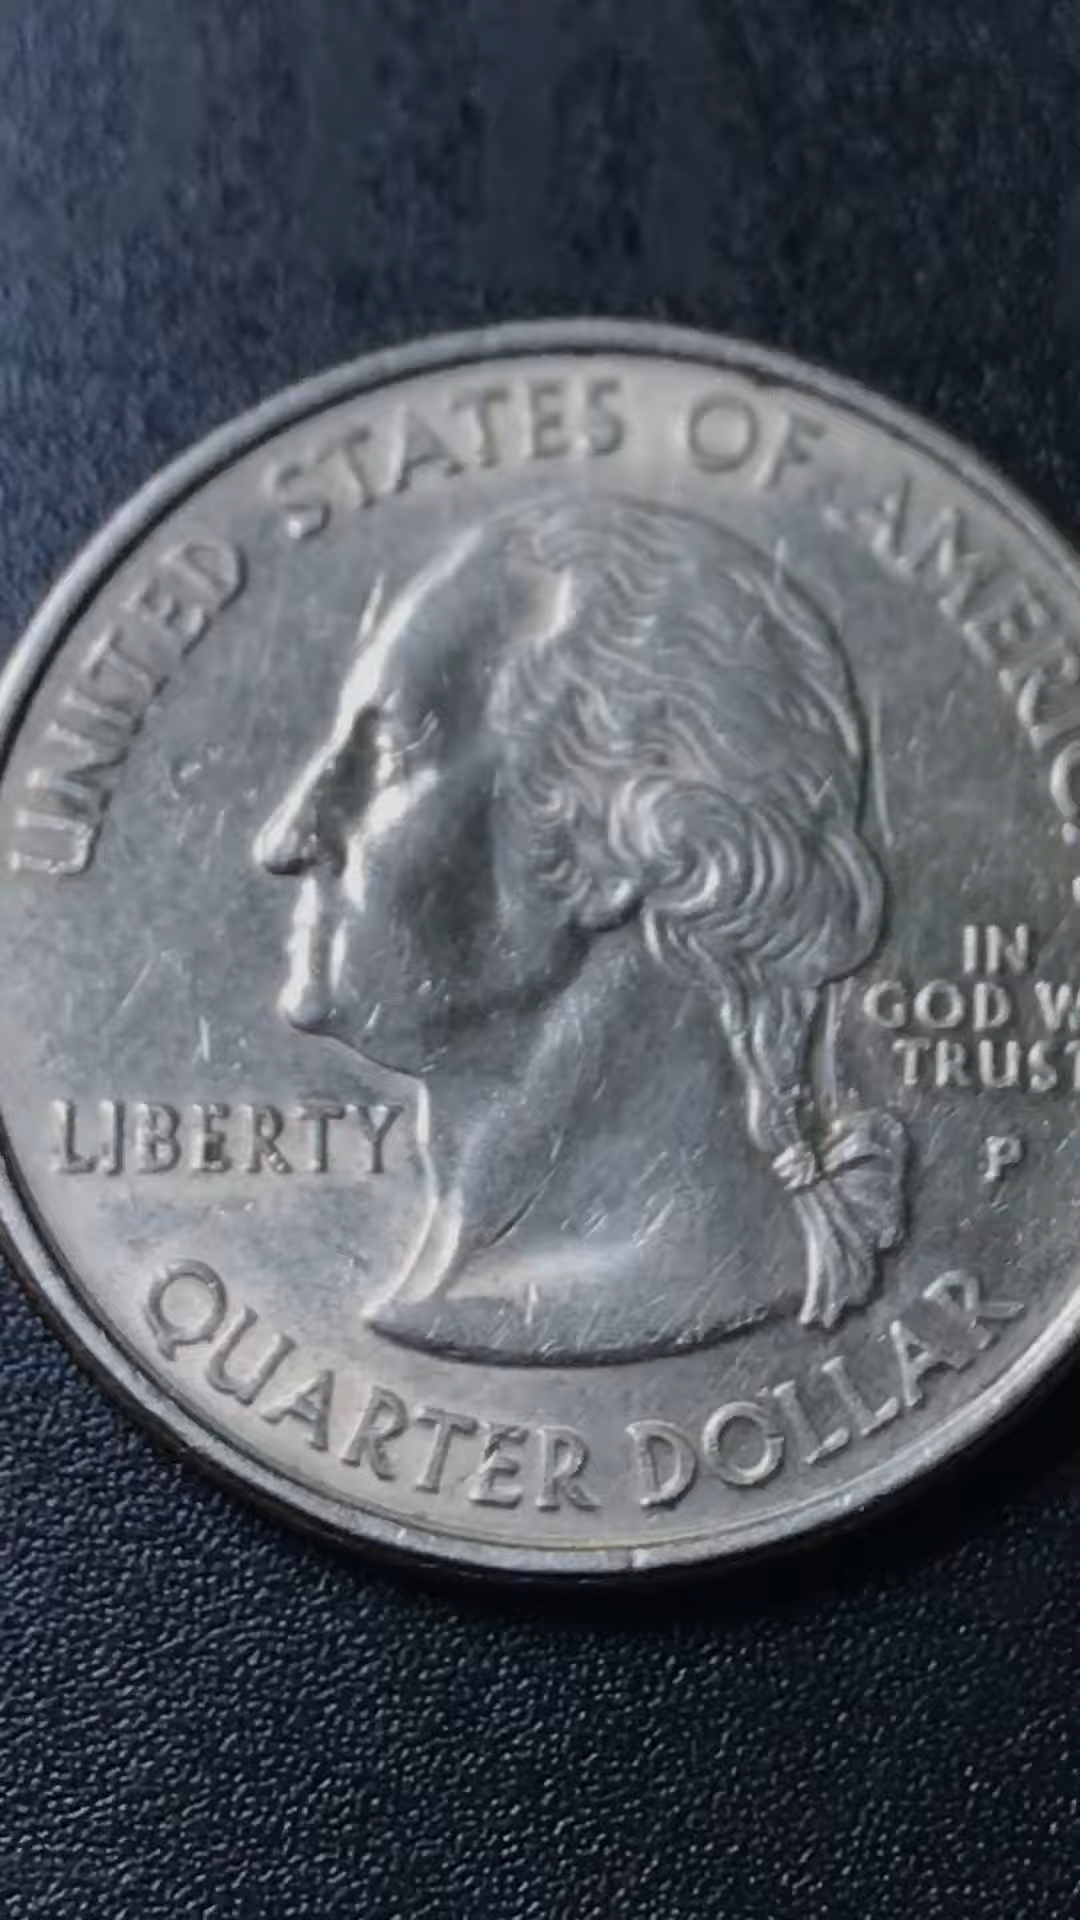 UNITED STATES OF AMERIC
LIBERTY
IN
GOD W
TRUST
P
QUARTER DOLLAR